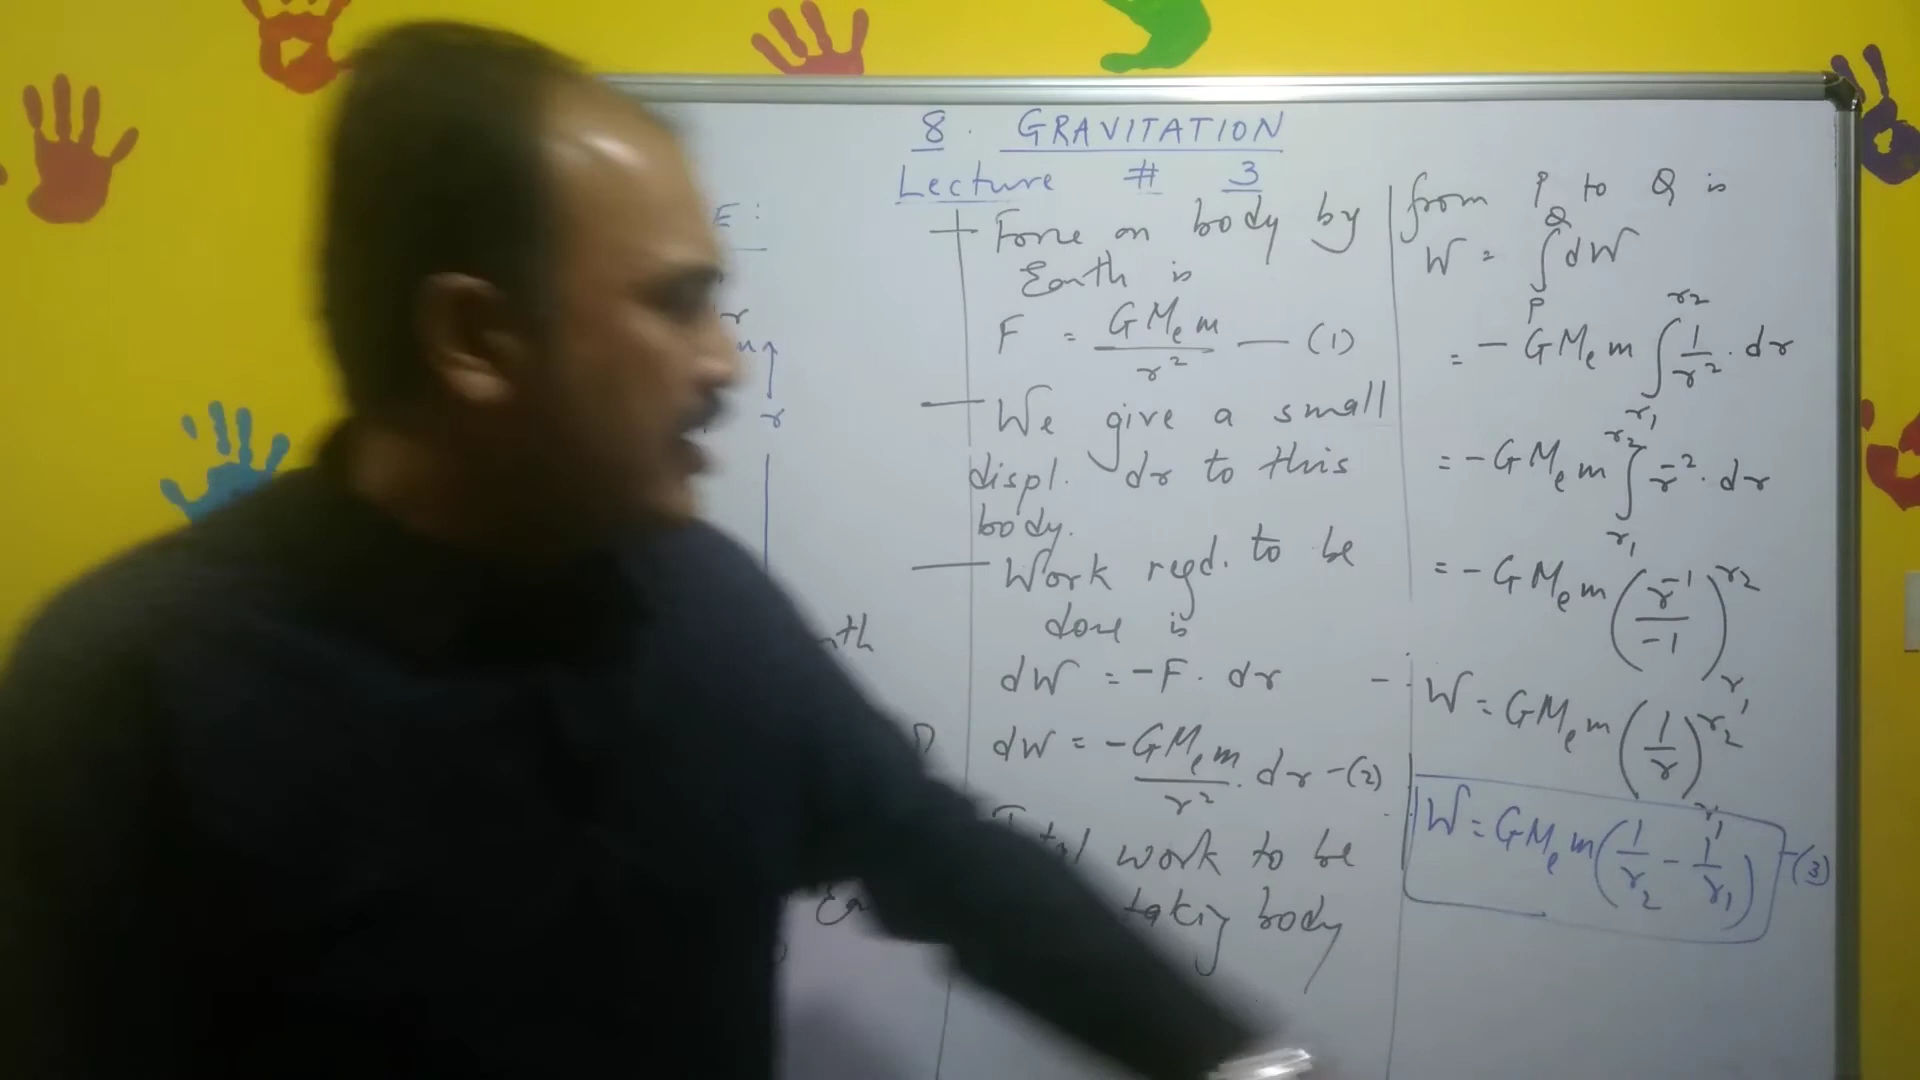 8. GRAVITATION
Lecture # 3
E:
r
r
th
Force on body by
Earth is
F = GMₑm/r² — (1)
— We give a small
displ. dr to this
body.
— Work reqd. to be
done is
dW = -F. dr
dW = -GMₑm/r² . dr -(2)
work to be
taking body
from P to Q is
W = ∫_P^Q dW
= - GMₑm ∫_{r₁}^{r₂} 1/r² . dr
= - GMₑm ∫_{r₁}^{r₂} r⁻² . dr
= - GMₑm (r⁻¹/-1)_{r₁}^{r₂}
W = GMₑm (1/r)_{r₁}^{r₂}
W = GMₑm (1/r₂ - 1/r₁) -(3)